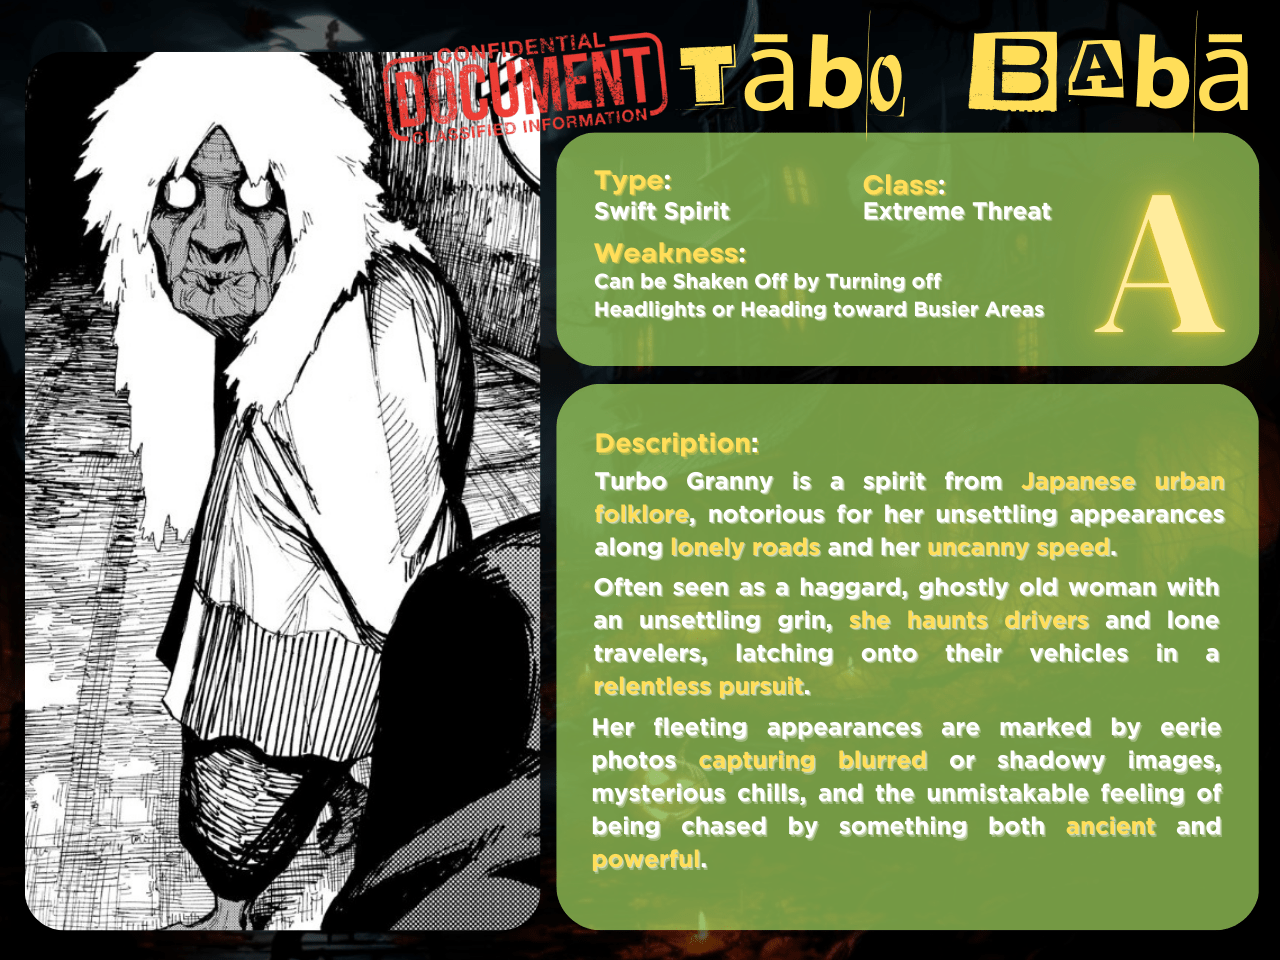 CONFIDENTIAL
DOCUMENT
CLASSIFIED INFORMATION
Tābo BAbā
Type:
Swift Spirit
Class:
Extreme Threat
A
Weakness:
Can be Shaken Off by Turning off
Headlights or Heading toward Busier Areas
Description:
Turbo Granny is a spirit from Japanese urban
folklore, notorious for her unsettling appearances
along lonely roads and her uncanny speed.
Often seen as a haggard, ghostly old woman with
an unsettling grin, she haunts drivers and lone
travelers, latching onto their vehicles in a
relentless pursuit.
Her fleeting appearances are marked by eerie
photos capturing blurred or shadowy images,
mysterious chills, and the unmistakable feeling of
being chased by something both ancient and
powerful.